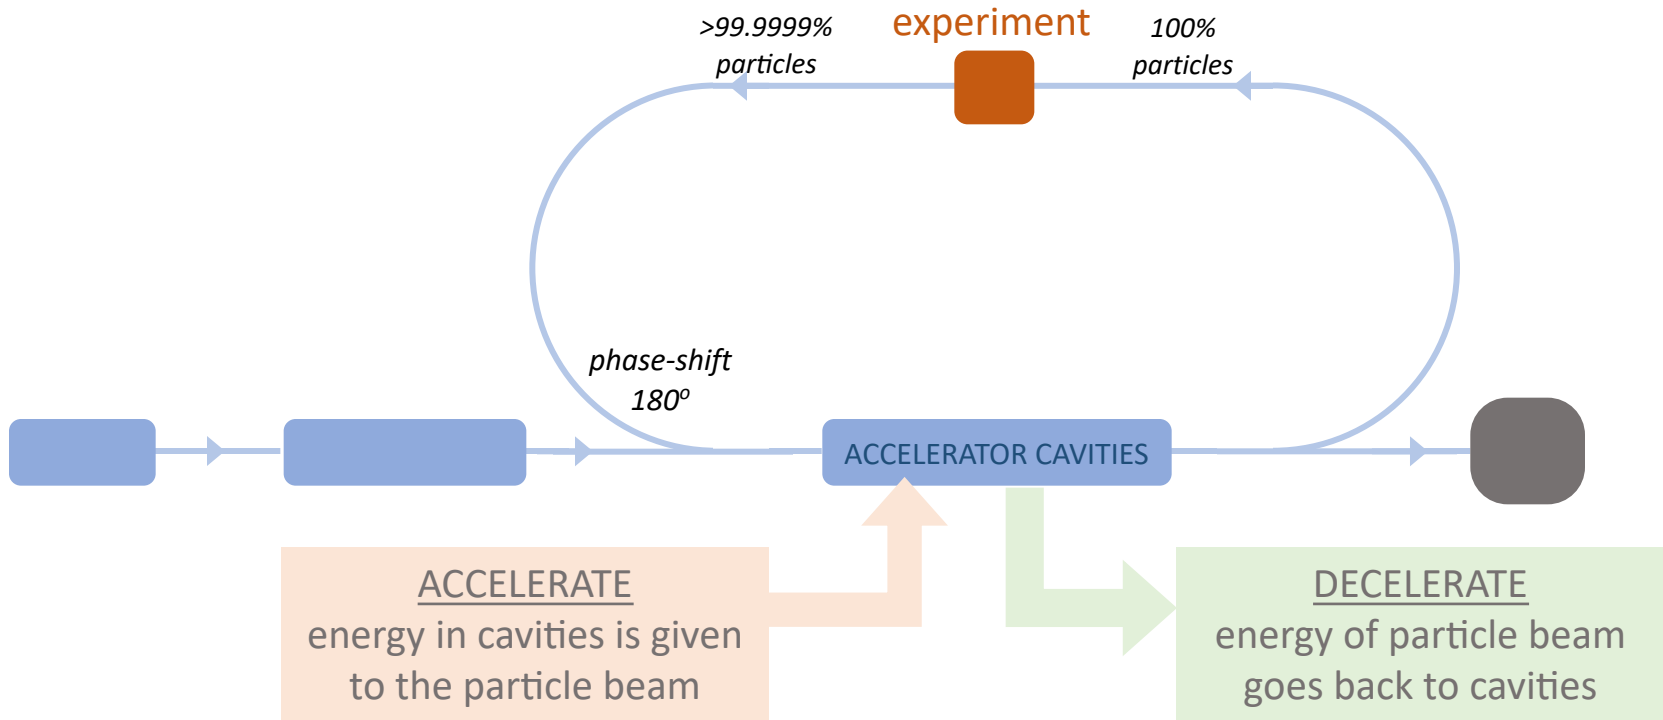 >99.9999%
particles
experiment
100%
particles
phase-shift
180º
ACCELERATOR CAVITIES
ACCELERATE
energy in cavities is given
to the particle beam
DECELERATE
energy of particle beam
goes back to cavities